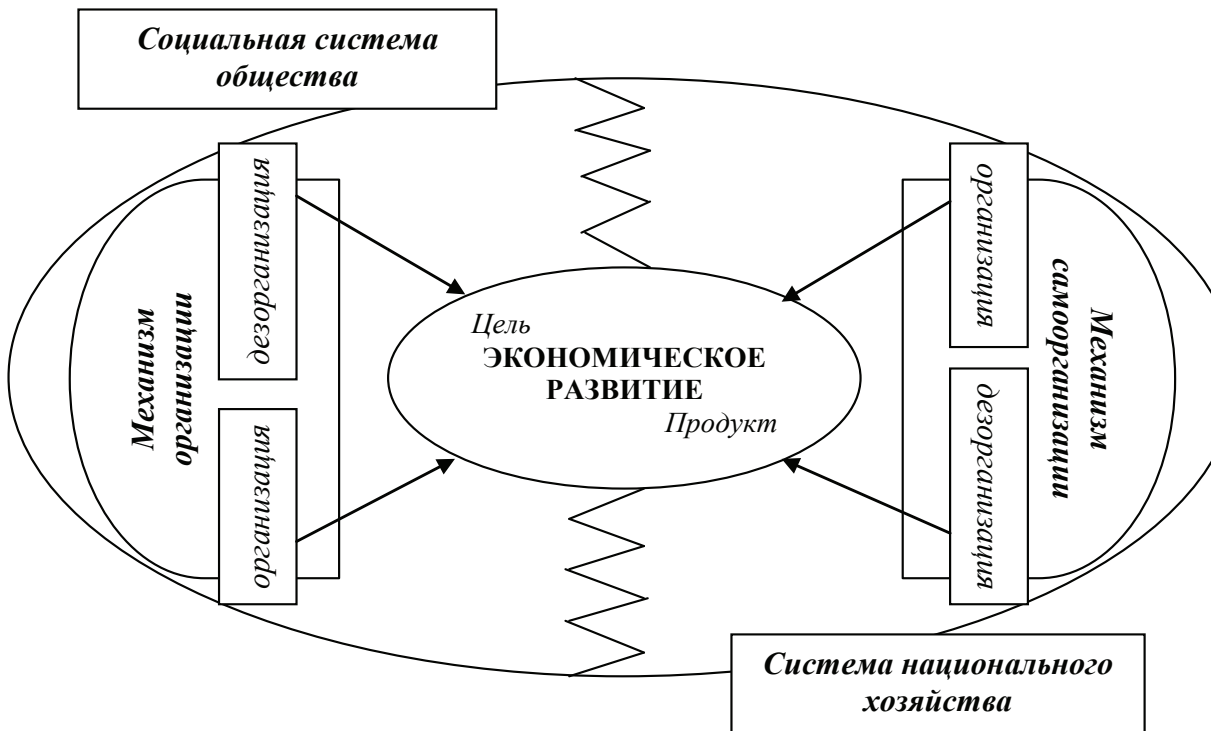 Социальная система
общества
дезорганизация
организация
Механизм
организации
Цель
ЭКОНОМИЧЕСКОЕ
РАЗВИТИЕ
Продукт
организация
дезорганизация
Механизм
самоорганизации
Система национального
хозяйства